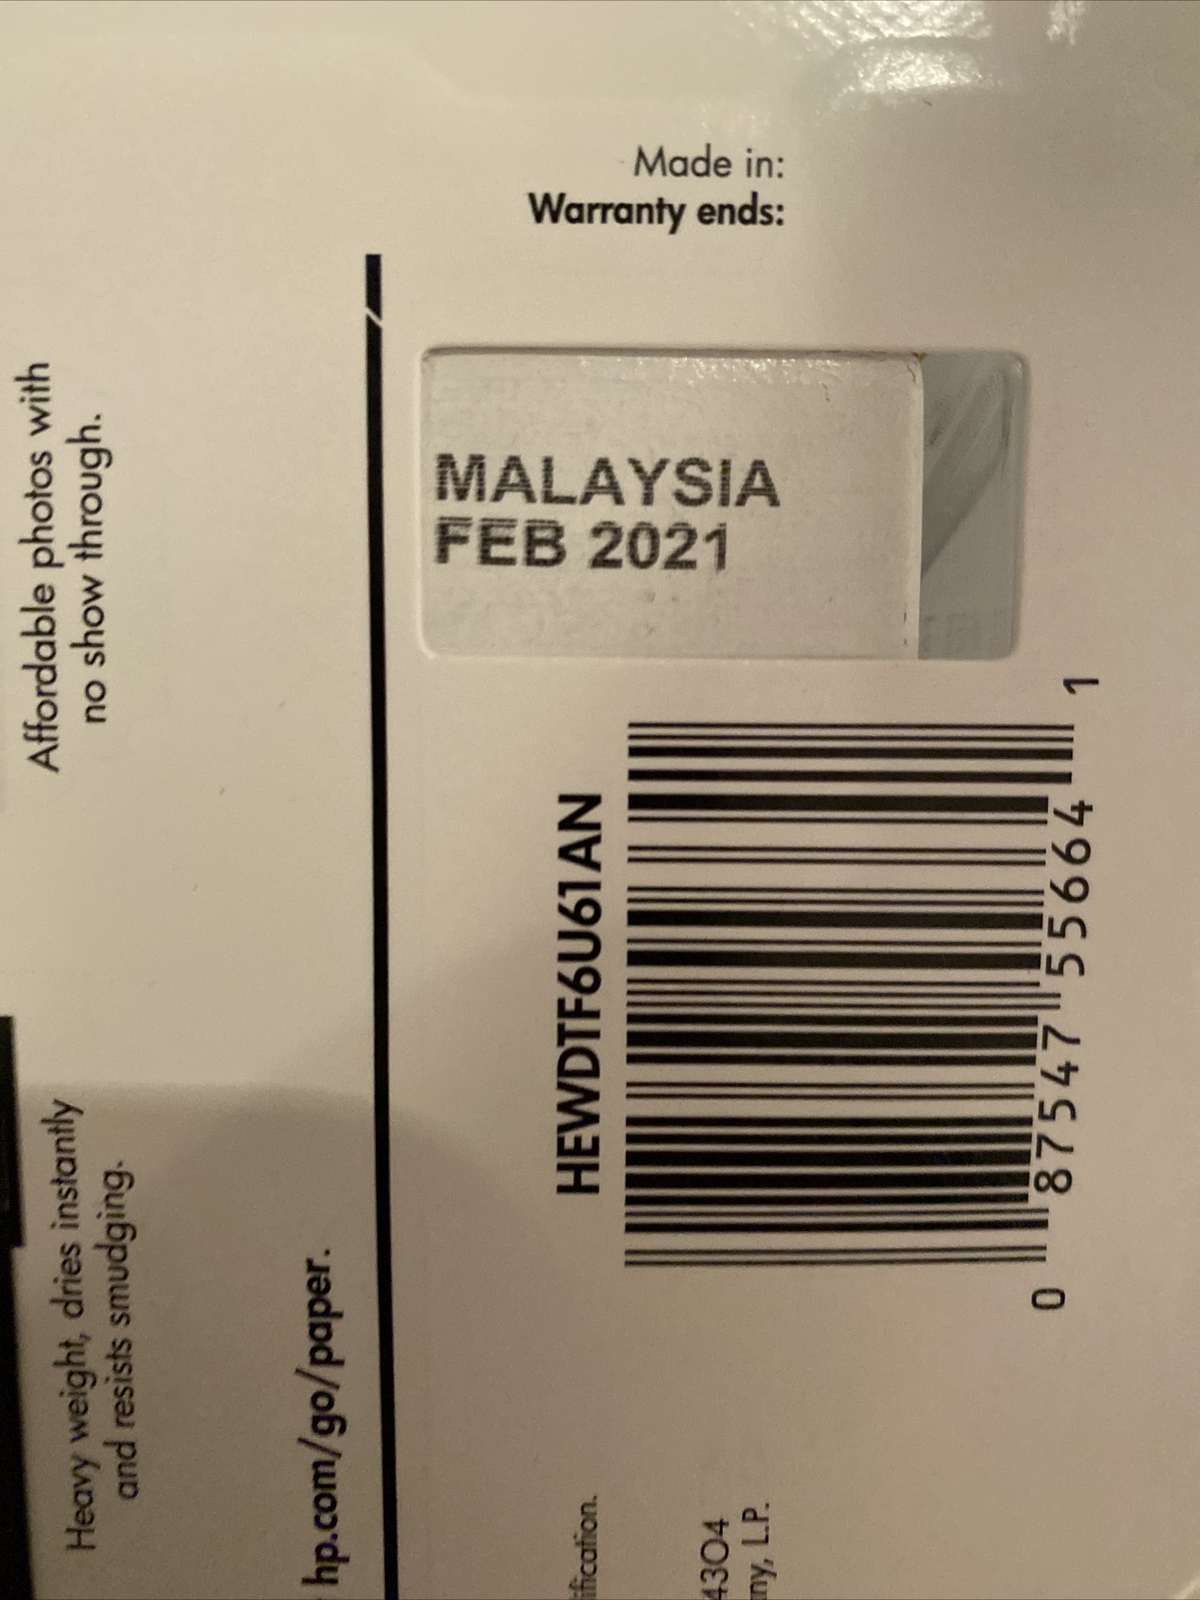 Made in:
Warranty ends:
MALAYSIA
FEB 2021
Affordable photos with
no show through.
Heavy weight, dries instantly
and resists smudging.
hp.com/go/paper.
HEWDTF6U61AN
0 87547 55664 1
L.P.